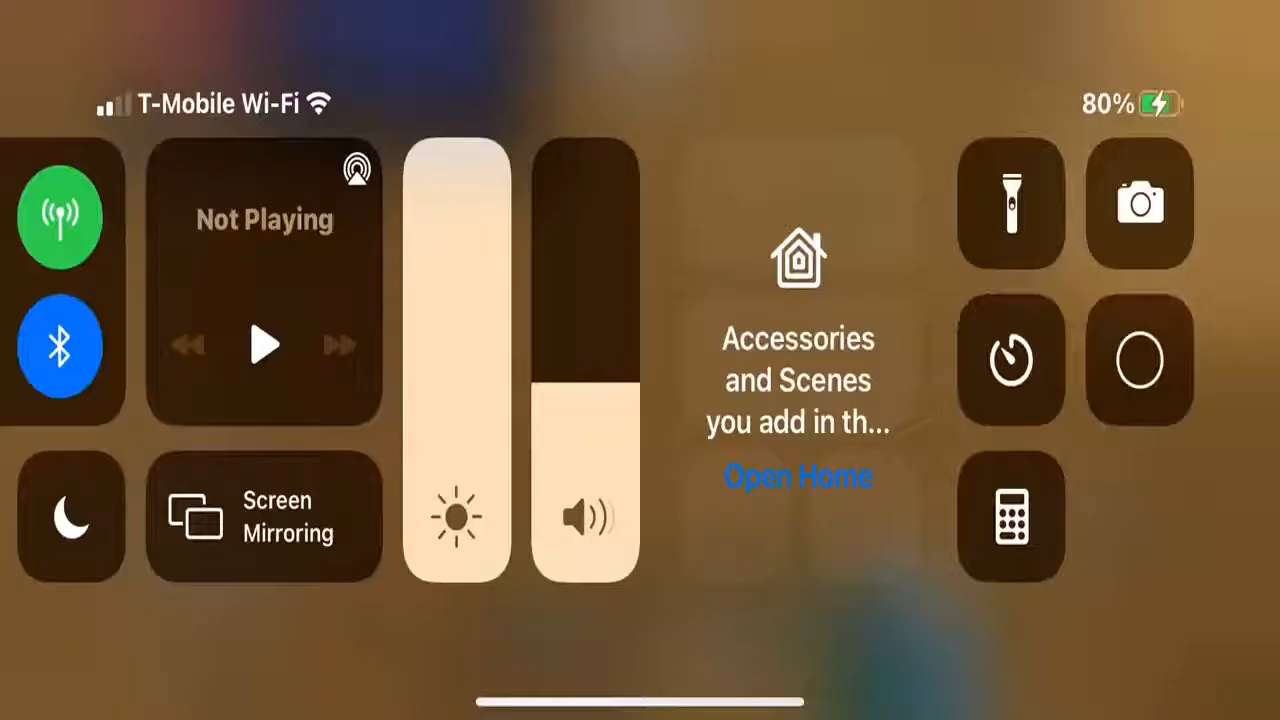 T-Mobile Wi-Fi
80%
Not Playing
Screen
Mirroring
Accessories
and Scenes
you add in th...
Open Home